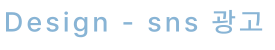 Design - sns 광고